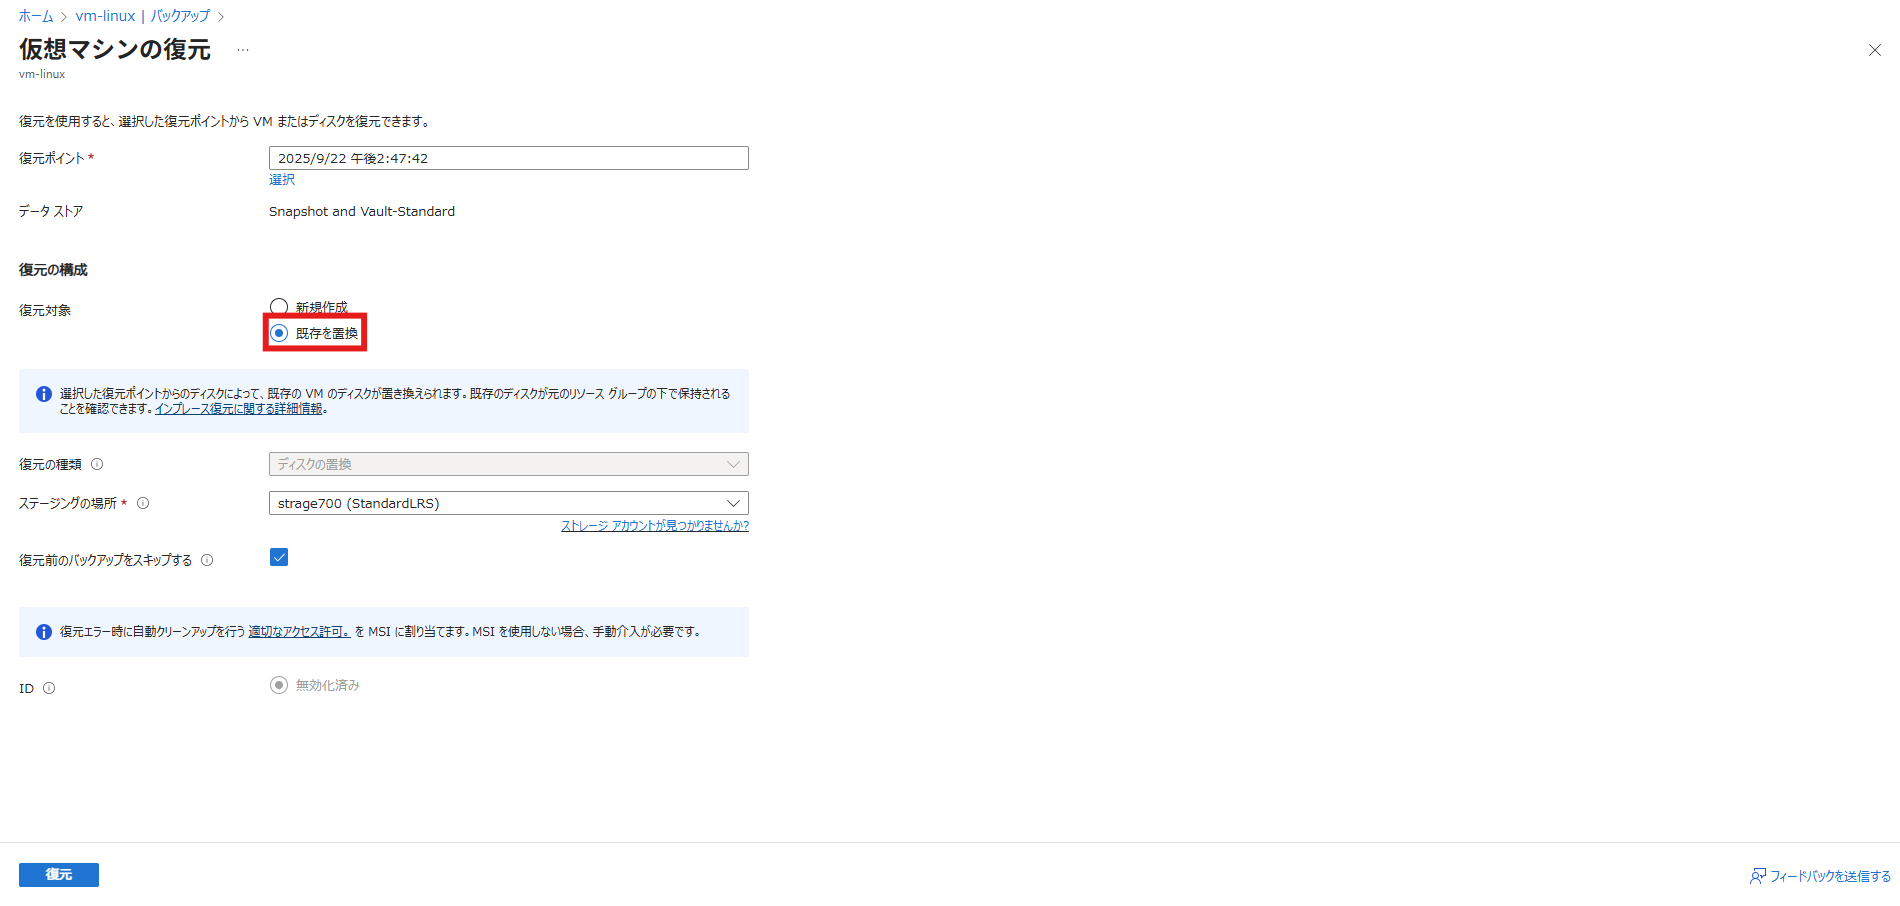 ホーム > vm-linux | バックアップ >
仮想マシンの復元 …
vm-linux
復元を使用すると、選択した復元ポイントから VM またはディスクを復元できます。
復元ポイント *
2025/9/22 午後2:47:42
選択
データ ストア
Snapshot and Vault-Standard
復元の構成
復元対象
新規作成
既存を置換
選択した復元ポイントからのディスクによって、既存の VM のディスクが置き換えられます。既存のディスクが元のリソース グループの下で保持される
ことを確認できます。インプレース復元に関する詳細情報。
復元の種類
ディスクの置換
ステージングの場所 *
strage700 (StandardLRS)
ストレージ アカウントが見つかりませんか?
復元前のバックアップをスキップする
復元エラー時に自動クリーンアップを行う 適切なアクセス許可。 を MSI に割り当てます。MSI を使用しない場合、手動介入が必要です。
ID
無効化済み
復元
フィードバックを送信する